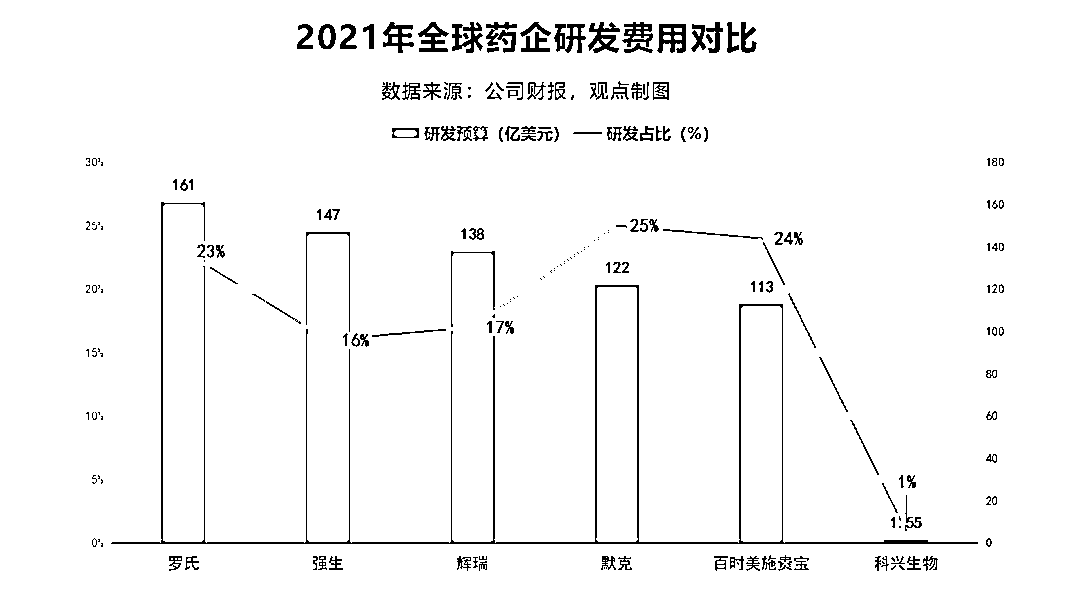 2021年全球药企研发费用对比
数据来源：公司财报，观点制图
研发预算（亿美元） 研发占比（%）
30% 180
161 160
25% 147 25%
23% 138 24% 140
122
20% 113 120
17%
16% 100
15% 80
10% 60
5% 1% 40
20
1.55
0% 0
罗氏 强生 辉瑞 默克 百时美施贵宝 科兴生物